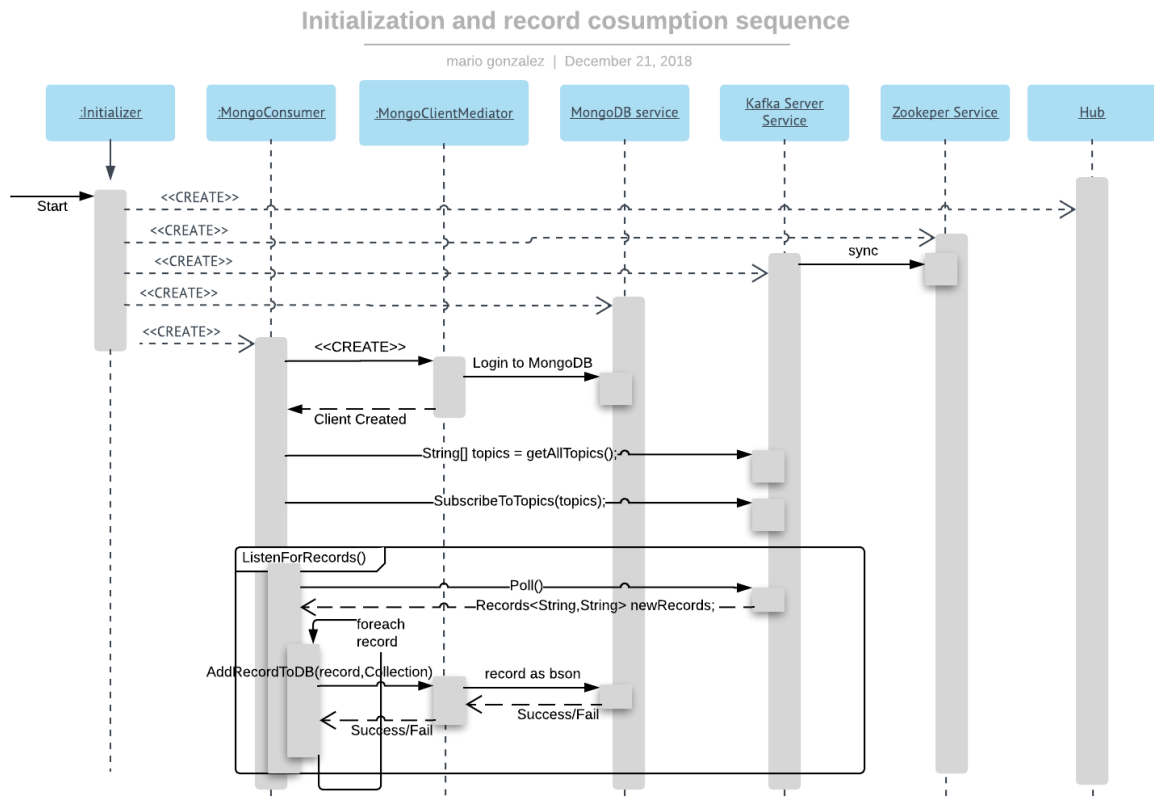 Initialization and record cosumption sequence
mario gonzalez | December 21, 2018
:Initializer
:MongoConsumer
:MongoClientMediator
MongoDB service
Kafka Server
Service
Zookeper Service
Hub
Start
<<CREATE>>
<<CREATE>>
sync
<<CREATE>>
<<CREATE>>
<<CREATE>>
<<CREATE>>
Login to MongoDB
Client Created
String[] topics = getAllTopics();
SubscribeToTopics(topics);
ListenForRecords()
Poll()
Records<String,String> newRecords;
foreach
record
AddRecordToDB(record,Collection)
record as bson
Success/Fail
Success/Fail